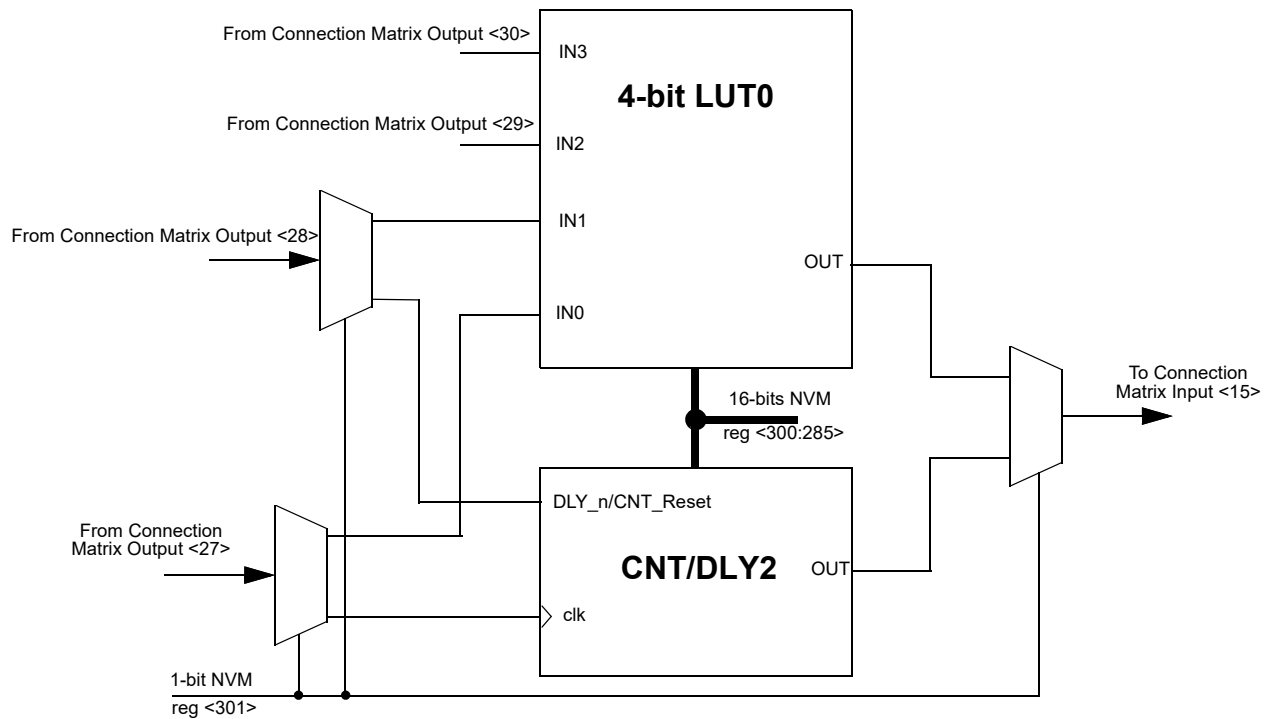 From Connection Matrix Output <30>
IN3
4-bit LUT0
From Connection Matrix Output <29>
IN2
IN1
From Connection Matrix Output <28>
OUT
IN0
To Connection
Matrix Input <15>
16-bits NVM
reg <300:285>
DLY_n/CNT_Reset
From Connection
Matrix Output <27>
CNT/DLY2
OUT
clk
1-bit NVM
reg <301>